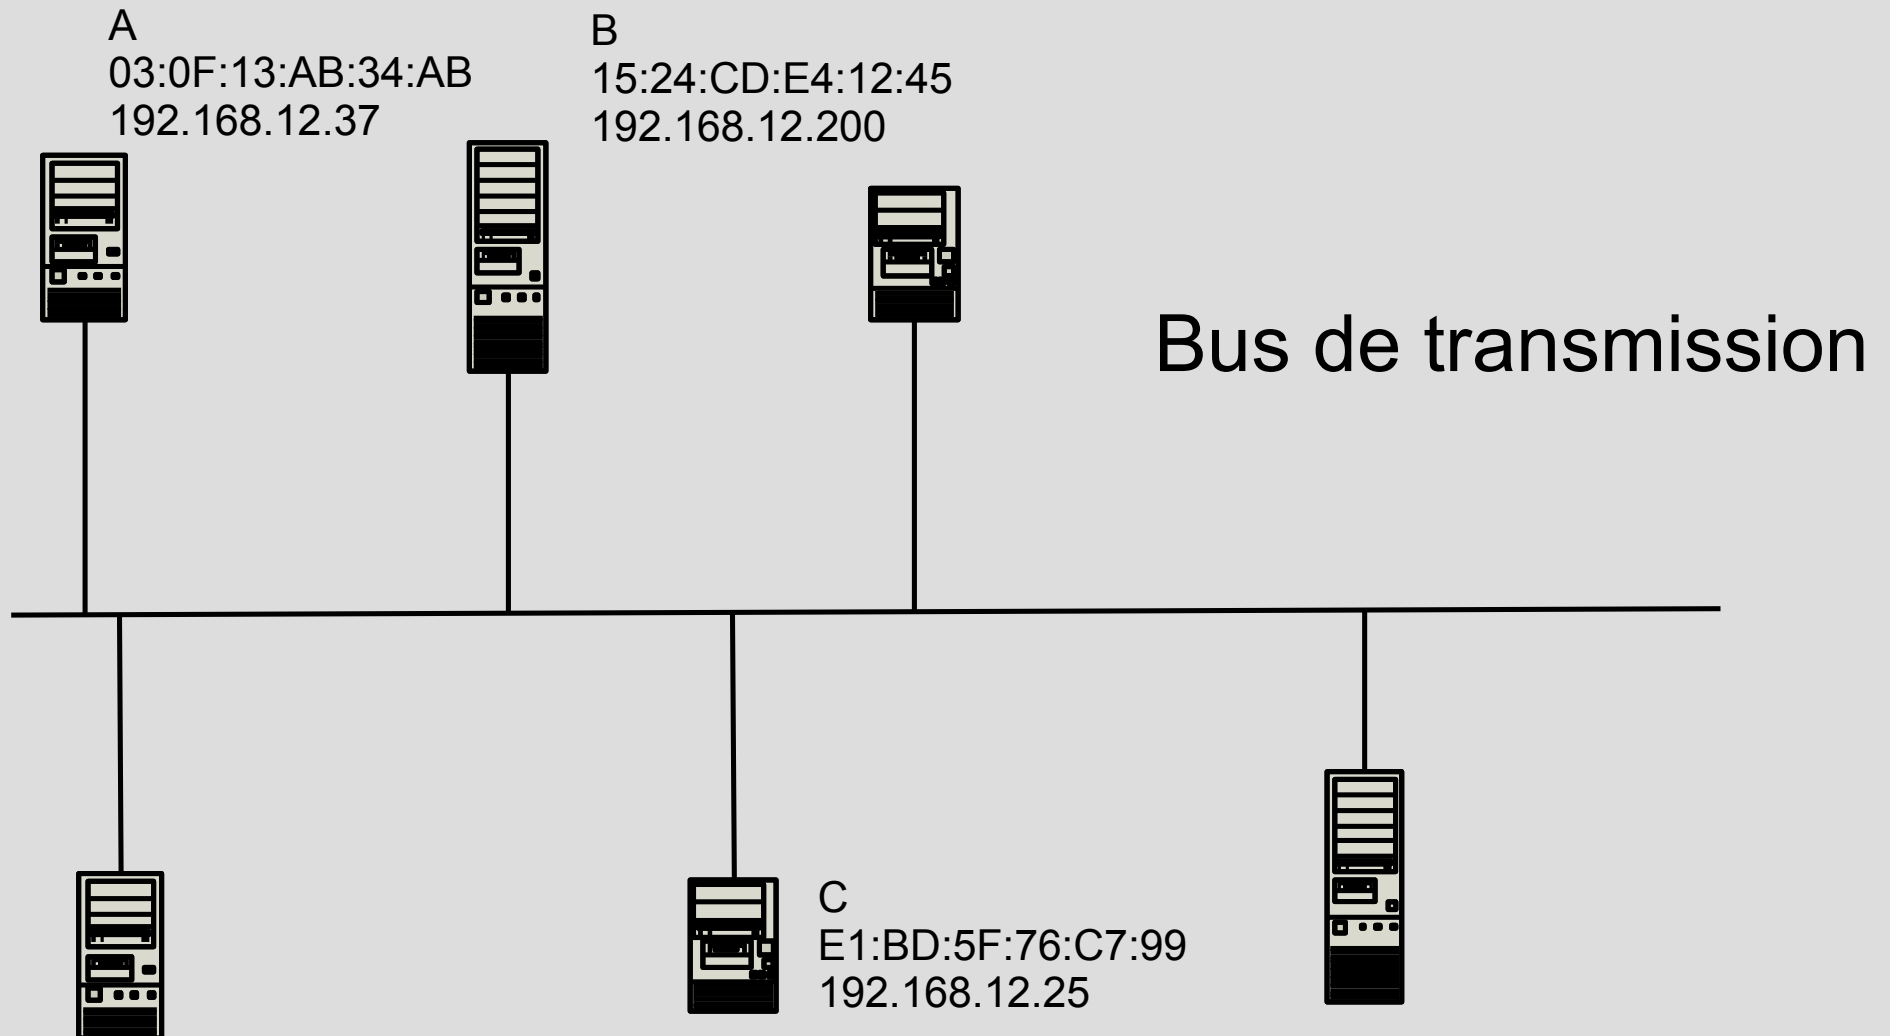 A
03:0F:13:AB:34:AB
192.168.12.37
B
15:24:CD:E4:12:45
192.168.12.200
Bus de transmission
C
E1:BD:5F:76:C7:99
192.168.12.25